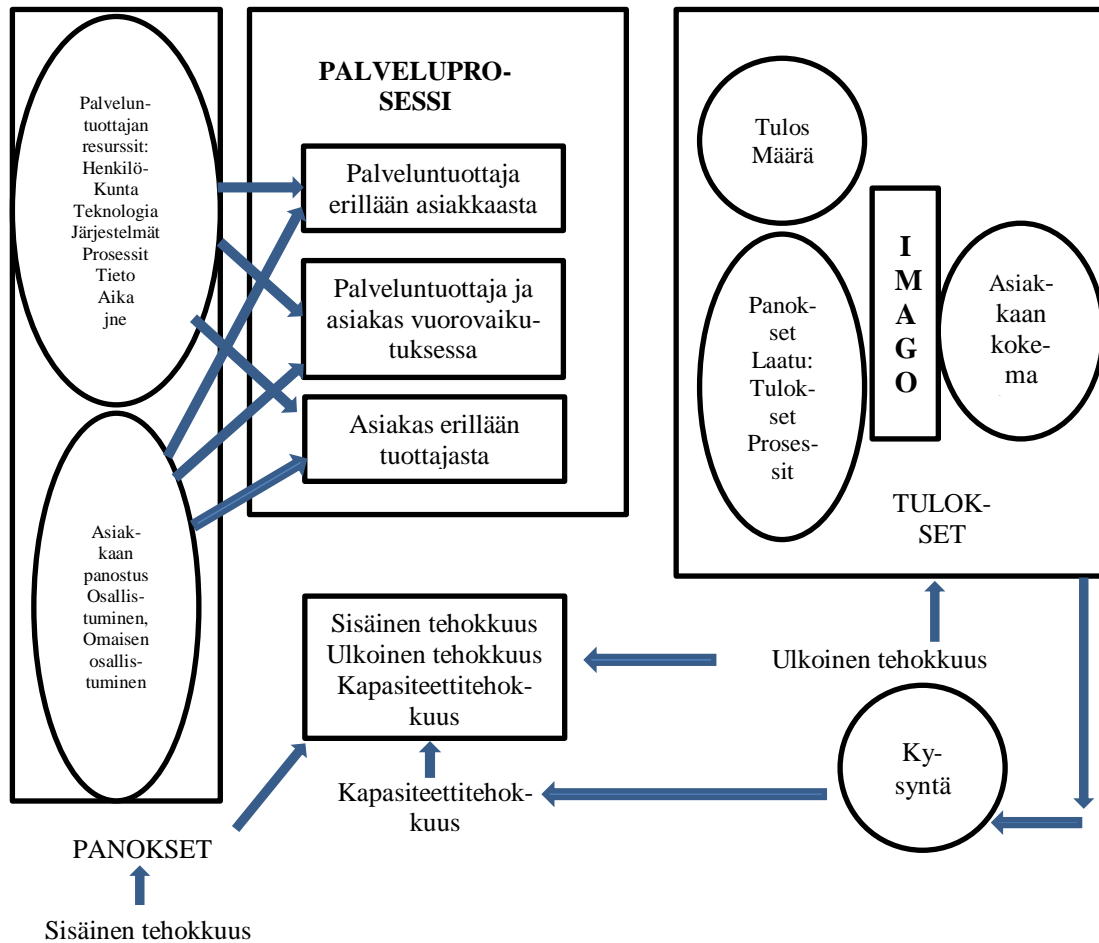 Palvelun-
tuottajan
resurssit:
Henkilö-
Kunta
Teknologia
Järjestelmät
Prosessit
Tieto
Aika
jne
Asiak-
kaan
panostus
Osallis-
tuminen,
Omaisen
osallis-
tuminen
PANOKSET
Sisäinen tehokkuus
PALVELUPRO-
SESSI
Palveluntuottaja
erillään asiakkaasta
Palveluntuottaja ja
asiakas vuorovaiku-
tuksessa
Asiakas erillään
tuottajasta
Sisäinen tehokkuus
Ulkoinen tehokkuus
Kapasiteettitehok-
kuus
Kapasiteettitehok-
kuus
Tulos
Määrä
Panok-
set
Laatu:
Tulok-
set
Proses-
sit
I
M
A
G
O
Asiak-
kaan
koke-
ma
TULOK-
SET
Ulkoinen tehokkuus
Ky-
syntä